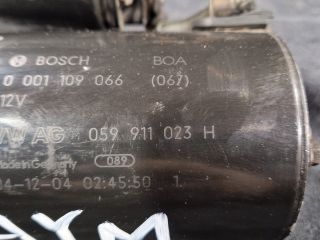 BOSCH BOA
0 001 109 066 (067)
12V
VW AG 059 911 023 H
Made in Germany 089
04-12-04 02:45:50 1